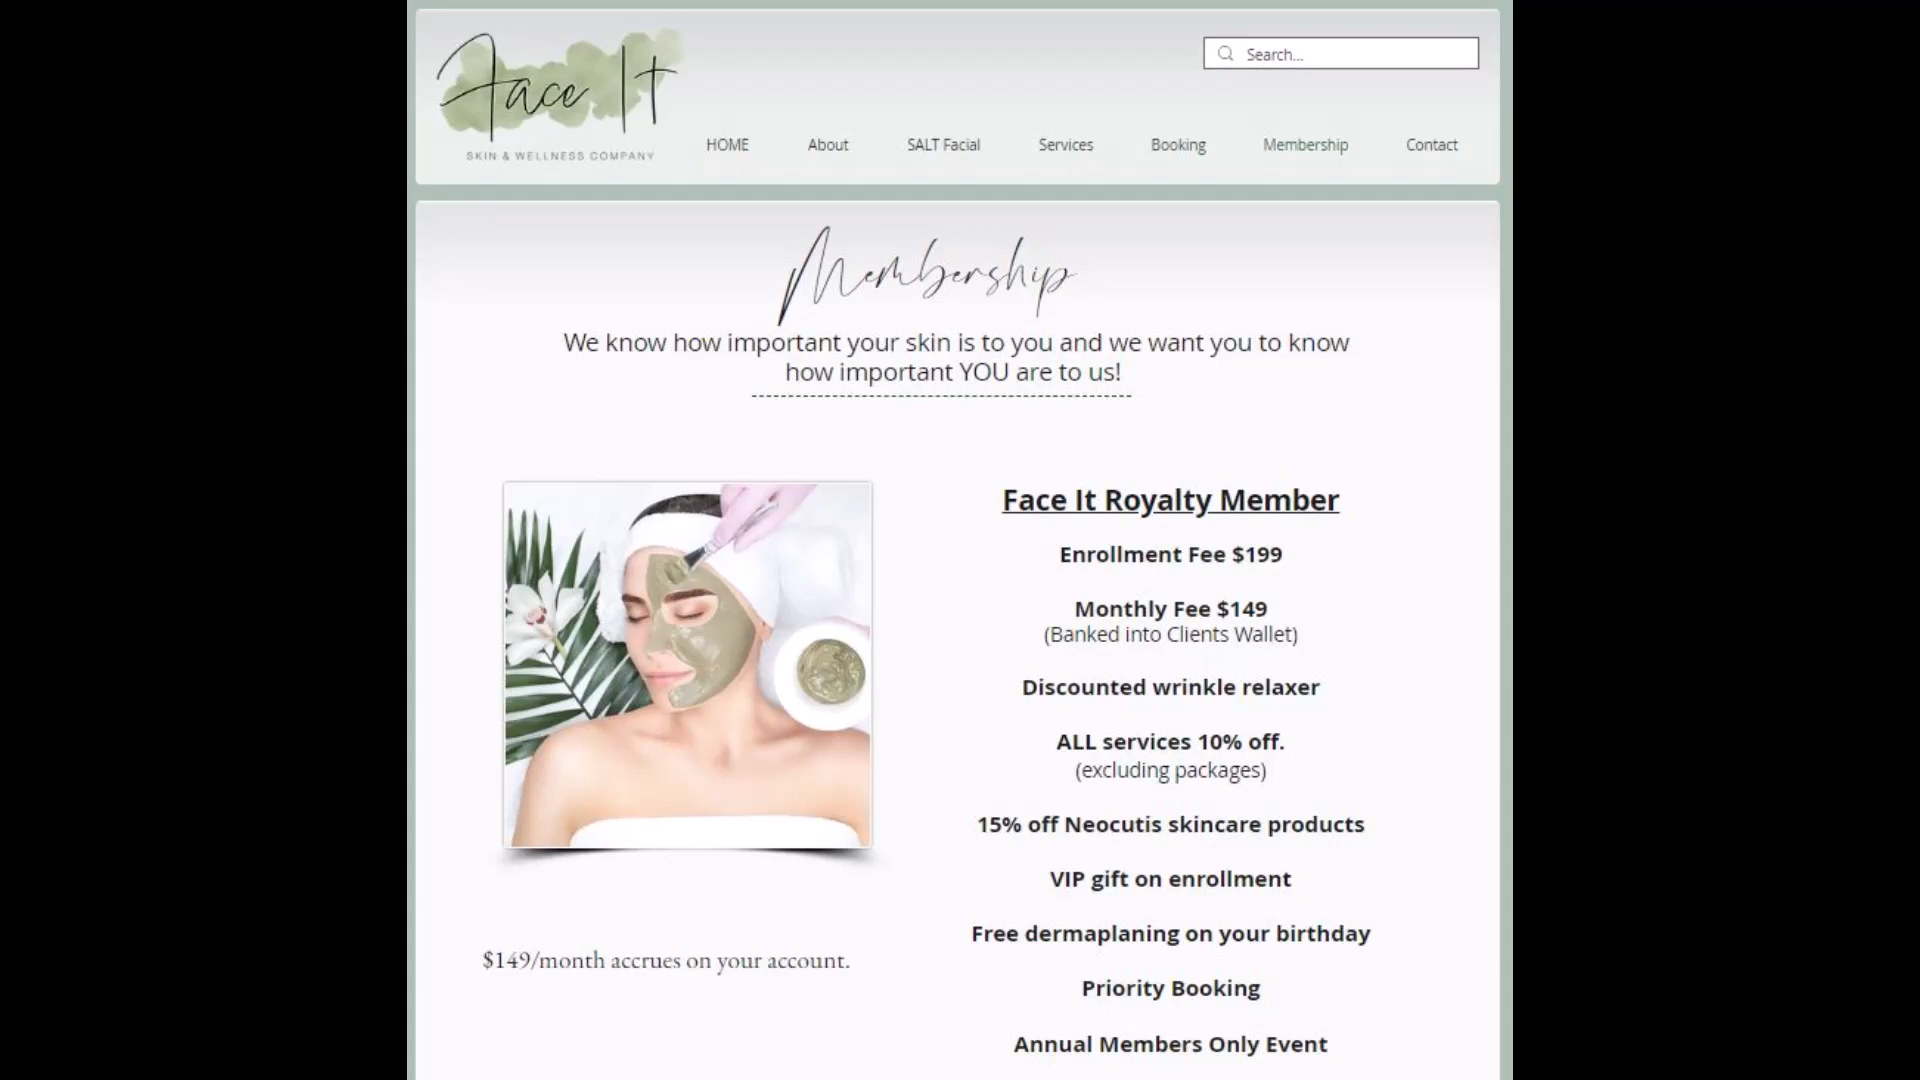 Face It
SKIN & WELLNESS COMPANY
Search...
HOME
About
SALT Facial
Services
Booking
Membership
Contact
Membership
We know how important your skin is to you and we want you to know
how important YOU are to us!
Face It Royalty Member
Enrollment Fee $199
Monthly Fee $149
(Banked into Clients Wallet)
Discounted wrinkle relaxer
ALL services 10% off.
(excluding packages)
15% off Neocutis skincare products
VIP gift on enrollment
Free dermaplaning on your birthday
Priority Booking
Annual Members Only Event
$149/month accrues on your account.